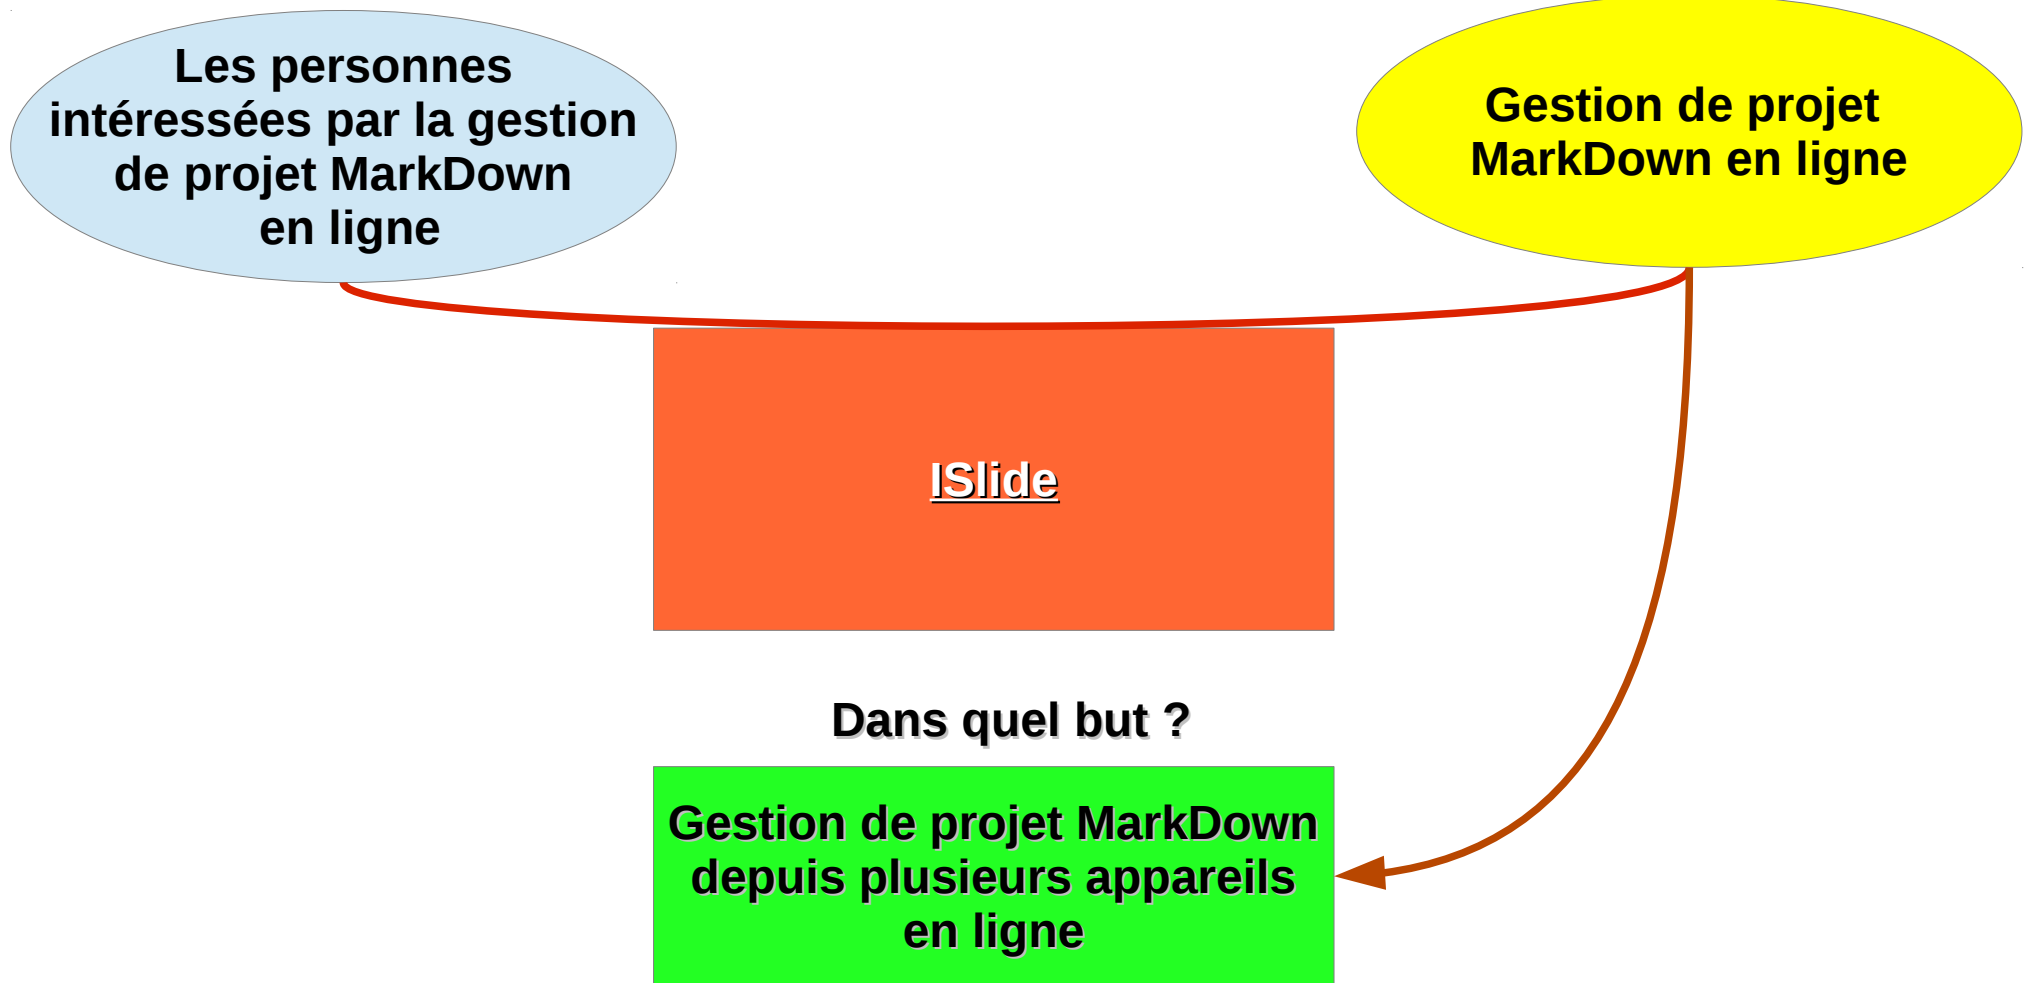 Les personnes
intéressées par la gestion
de projet MarkDown
en ligne
Gestion de projet
MarkDown en ligne
ISlide
Dans quel but ?
Gestion de projet MarkDown
depuis plusieurs appareils
en ligne